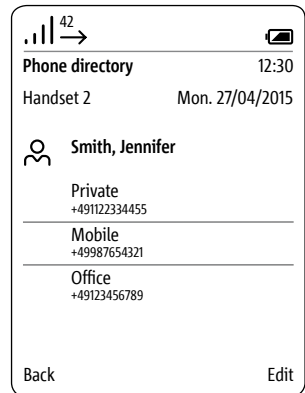 42
Phone directory 12:30
Handset 2 Mon. 27/04/2015
Smith, Jennifer
Private
+491122334455
Mobile
+49987654321
Office
+49123456789
Back Edit